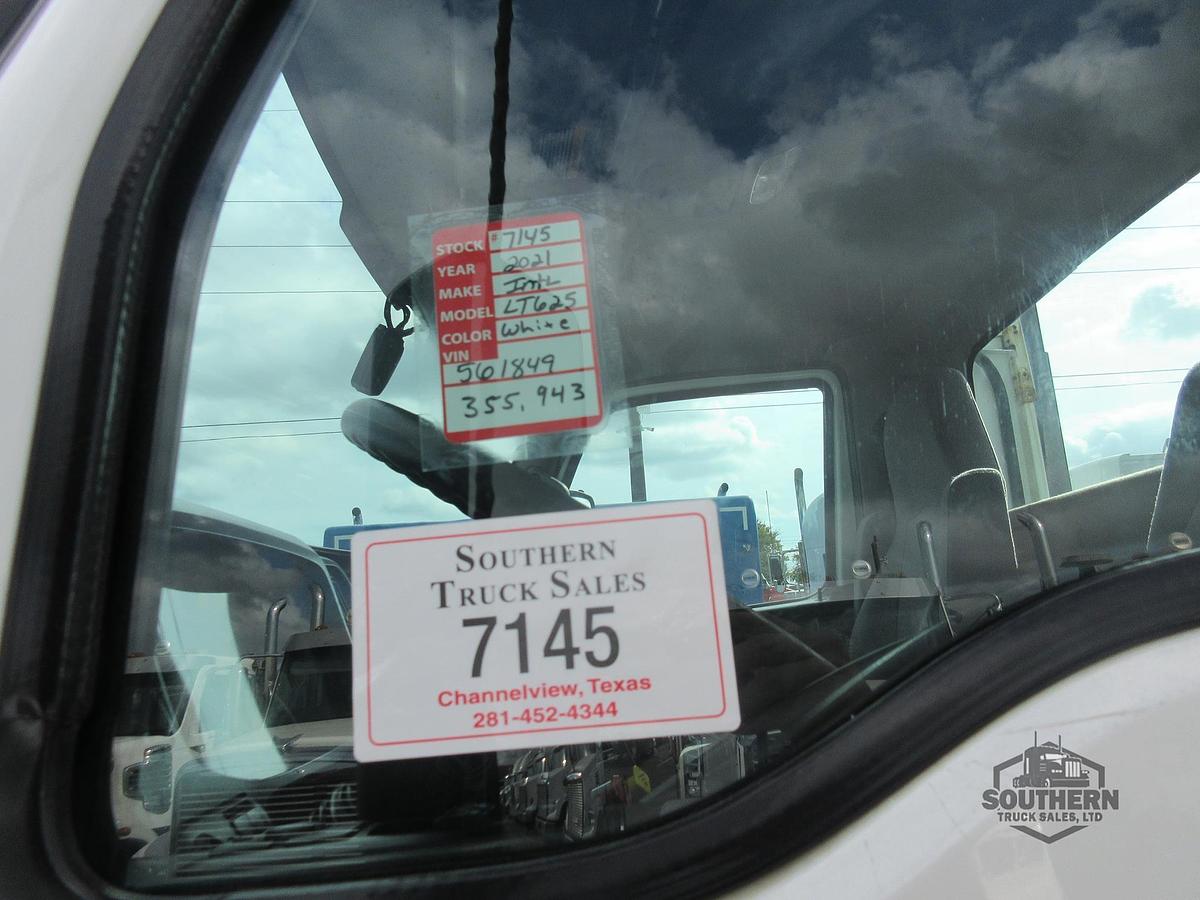 STOCK # 7145
YEAR 2021
MAKE Intl
MODEL LT625
COLOR White
VIN
561849
355,943
SOUTHERN
TRUCK SALES
7145
Channelview, Texas
281-452-4344
SOUTHERN
TRUCK SALES, LTD